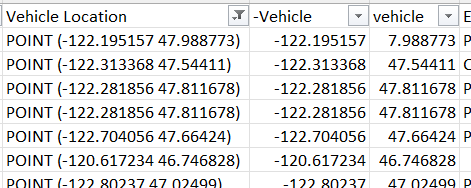 Vehicle Location -Vehicle vehicle E
POINT (-122.195157 47.988773) -122.195157 7.988773 P
POINT (-122.313368 47.54411) -122.313368 47.54411 C
POINT (-122.281856 47.811678) -122.281856 47.811678 P
POINT (-122.281856 47.811678) -122.281856 47.811678 P
POINT (-122.704056 47.66424) -122.704056 47.66424 P
POINT (-120.617234 46.746828) -120.617234 46.746828 P
POINT (-122.80237 47.02499) -122.80237 47.02499 P